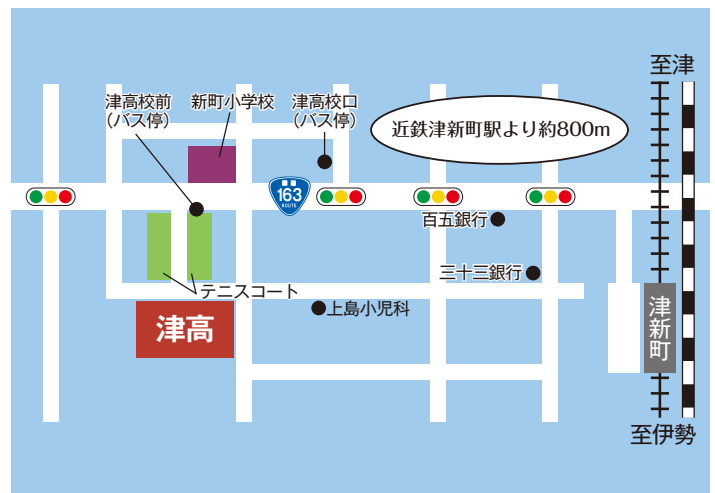 至津
津高校前
(バス停)
新町小学校
津高校口
(バス停)
近鉄津新町駅より約800m
163
ROUTE
百五銀行
三十三銀行
テニスコート
上島小児科
津高
津新町
至伊勢